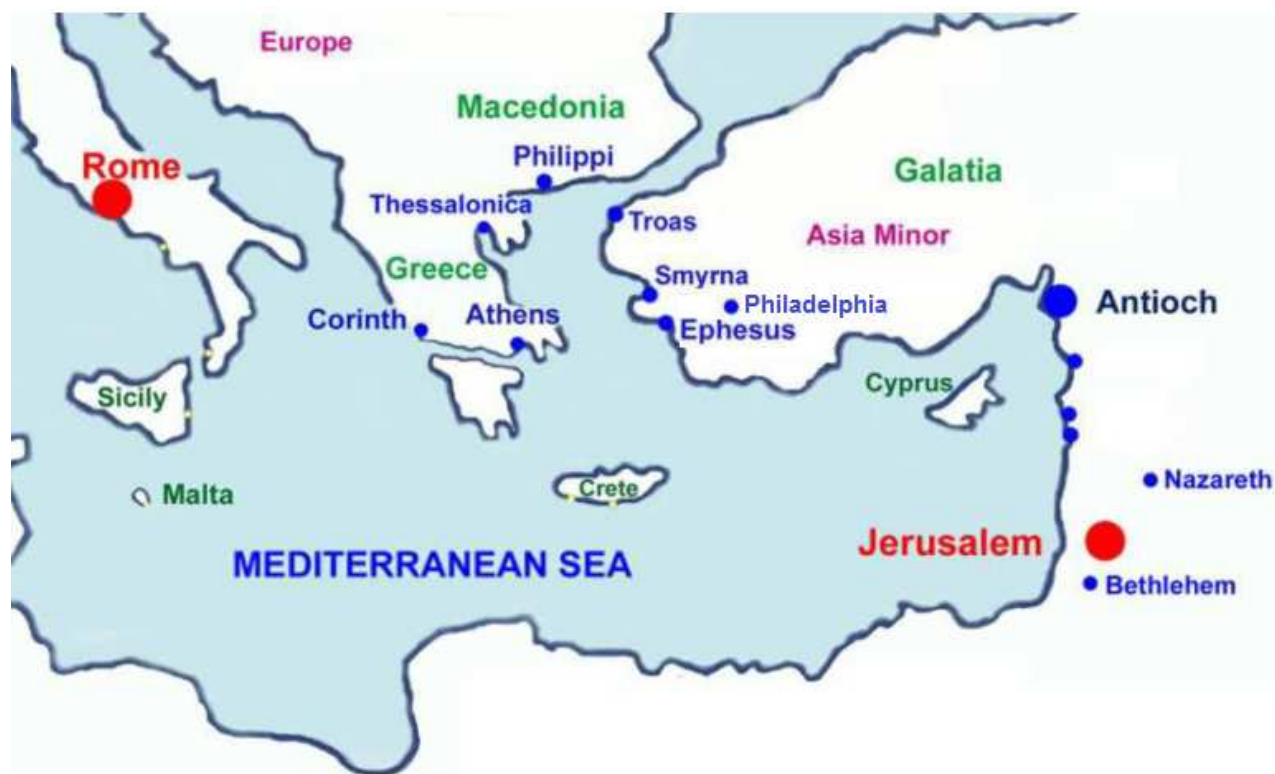 Europe
Macedonia
Philippi
Rome
Galatia
Thessalonica
Troas
Asia Minor
Greece
Smyrna
Philadelphia
Antioch
Corinth
Athens
Ephesus
Cyprus
Sicily
Nazareth
Crete
Malta
Jerusalem
MEDITERRANEAN SEA
Bethlehem